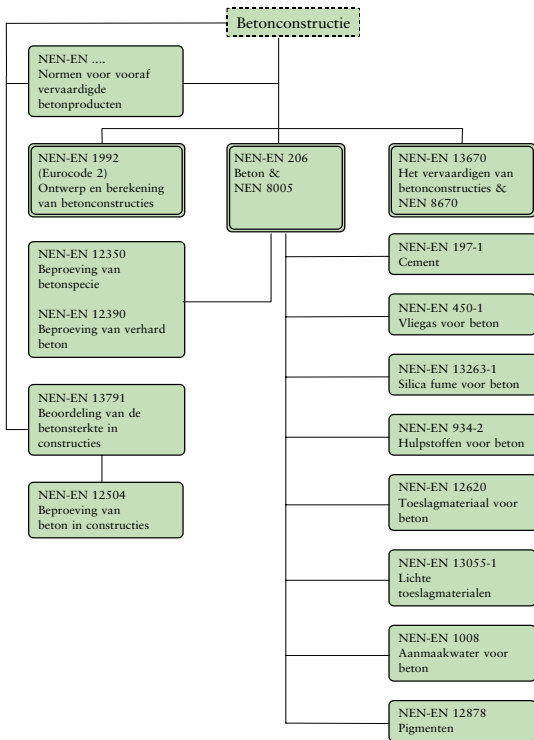 Betonconstructie
NEN-EN ....
Normen voor vooraf
vervaardigde
betonproducten
NEN-EN 1992
(Eurocode 2)
Ontwerp en berekening
van betonconstructies
NEN-EN 206
Beton &
NEN 8005
NEN-EN 13670
Het vervaardigen van
betonconstructies &
NEN 8670
NEN-EN 12350
Beproeving van
betonspecie
NEN-EN 12390
Beproeving van verhard
beton
NEN-EN 13791
Beoordeling van de
betonsterkte in
constructies
NEN-EN 12504
Beproeving van
beton in constructies
NEN-EN 197-1
Cement
NEN-EN 450-1
Vliegas voor beton
NEN-EN 13263-1
Silica fume voor beton
NEN-EN 934-2
Hulpstoffen voor beton
NEN-EN 12620
Toeslagmateriaal voor
beton
NEN-EN 13055-1
Lichte
toeslagmaterialen
NEN-EN 1008
Aanmaakwater voor
beton
NEN-EN 12878
Pigmenten